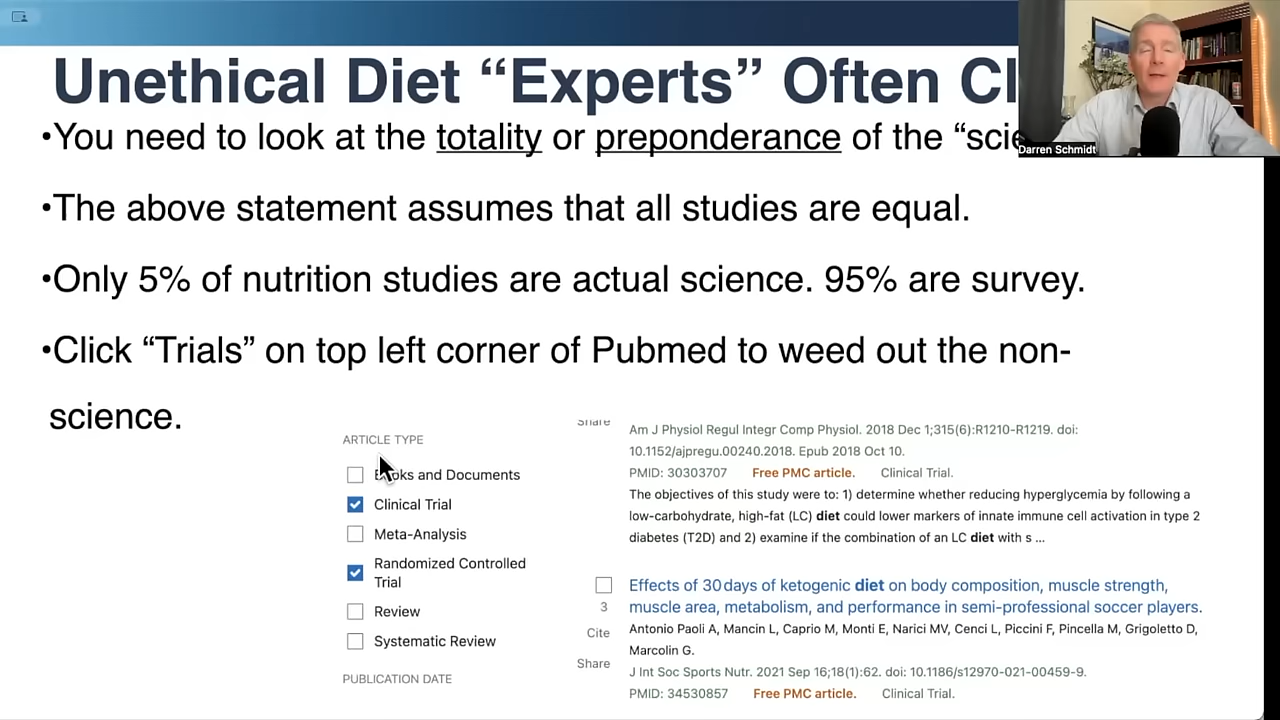 Unethical Diet “Experts” Often Cl
•You need to look at the totality or preponderance of the “scie
Darren Schmidt
•The above statement assumes that all studies are equal.
•Only 5% of nutrition studies are actual science. 95% are survey.
•Click “Trials” on top left corner of Pubmed to weed out the non-
science.
ARTICLE TYPE
Books and Documents
Clinical Trial
Meta-Analysis
Randomized Controlled
Trial
Review
Systematic Review
PUBLICATION DATE
Share
Am J Physiol Regul Integr Comp Physiol. 2018 Dec 1;315(6):R1210-R1219. doi:
10.1152/ajpregu.00240.2018. Epub 2018 Oct 10.
PMID: 30303707 Free PMC article. Clinical Trial.
The objectives of this study were to: 1) determine whether reducing hyperglycemia by following a
low-carbohydrate, high-fat (LC) diet could lower markers of innate immune cell activation in type 2
diabetes (T2D) and 2) examine if the combination of an LC diet with s ...
Effects of 30 days of ketogenic diet on body composition, muscle strength,
3
muscle area, metabolism, and performance in semi-professional soccer players.
Cite
Antonio Paoli A, Mancin L, Caprio M, Monti E, Narici MV, Cenci L, Piccini F, Pincella M, Grigoletto D,
Marcolin G.
Share
J Int Soc Sports Nutr. 2021 Sep 16;18(1):62. doi: 10.1186/s12970-021-00459-9.
PMID: 34530857 Free PMC article. Clinical Trial.